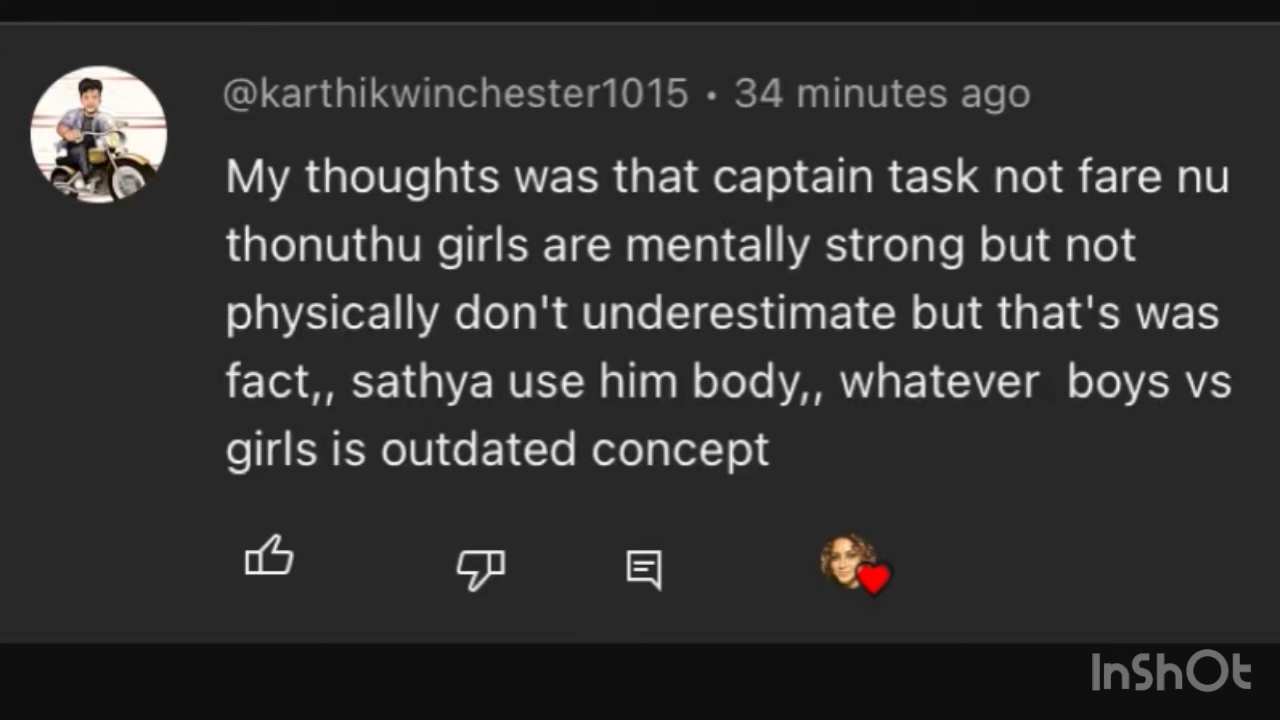 @karthikwinchester1015 • 34 minutes ago
My thoughts was that captain task not fare nu
thonuthu girls are mentally strong but not
physically don't underestimate but that's was
fact,, sathya use him body,, whatever  boys vs
girls is outdated concept
InShOt